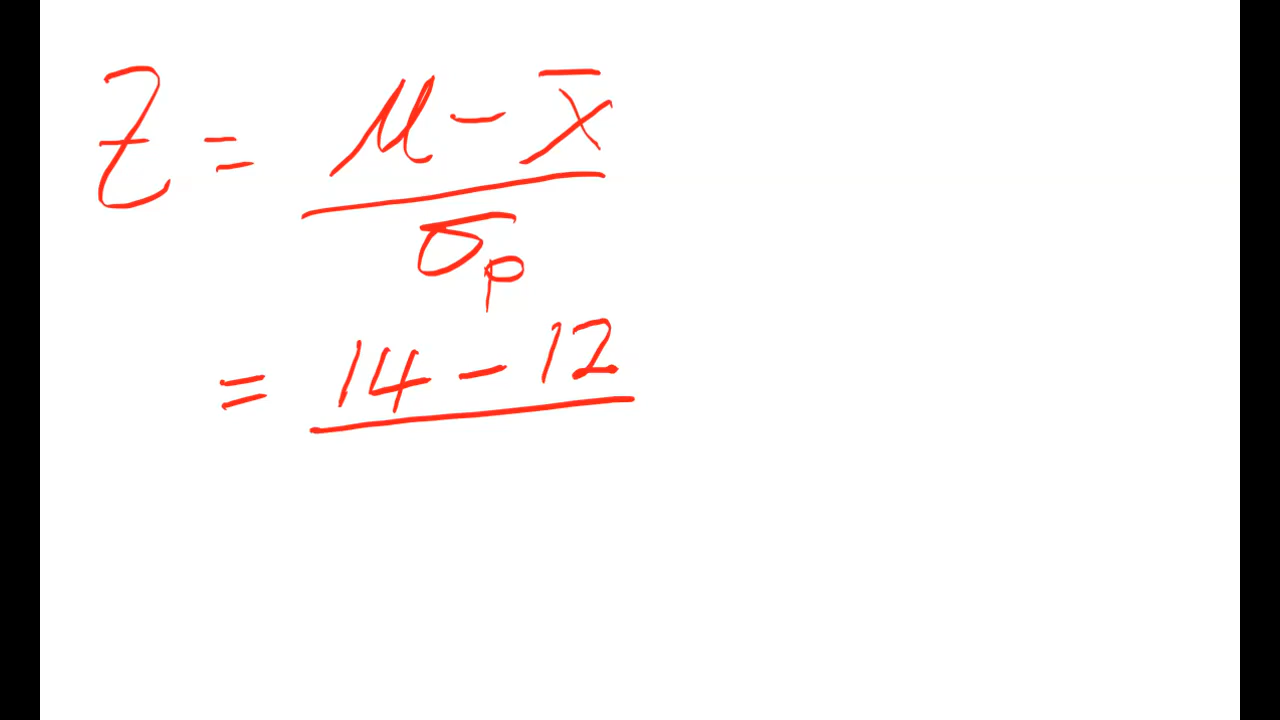 Z = μ - x̄
σp
= 14 - 12